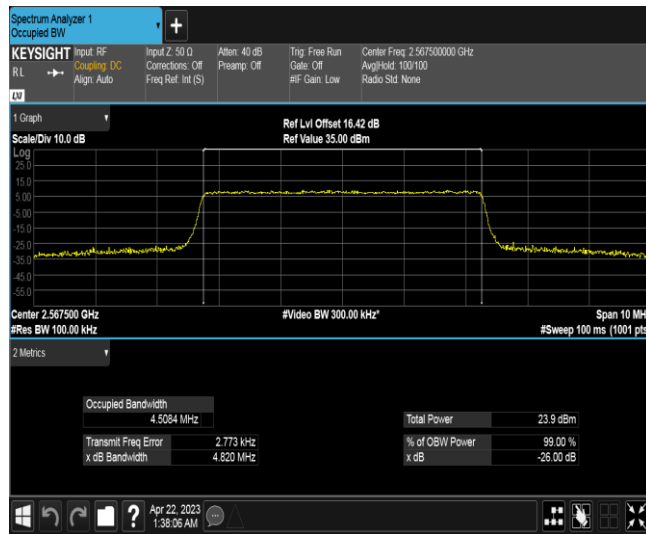 Spectrum Analyzer 1
Occupied BW
+
KEYSIGHT
RL
LXI
Input: RF
Coupling: DC
Align: Auto
Input Z: 50 Ω
Corrections: Off
Freq Ref: Int (S)
Atten: 40 dB
Preamp: Off
Trig: Free Run
Gate: Off
#IF Gain: Low
Center Freq: 2.567500000 GHz
Avg|Hold: 100/100
Radio Std: None
1 Graph
Scale/Div 10.0 dB
Ref Lvl Offset 16.42 dB
Ref Value 35.00 dBm
Log
25.0
15.0
5.00
-5.00
-15.0
-25.0
-35.0
-45.0
-55.0
Center 2.567500 GHz
#Res BW 100.00 kHz
#Video BW 300.00 kHz*
Span 10 MH
#Sweep 100 ms (1001 pts
2 Metrics
Occupied Bandwidth
4.5084 MHz
Transmit Freq Error 2.773 kHz
x dB Bandwidth 4.820 MHz
Total Power 23.9 dBm
% of OBW Power 99.00 %
x dB -26.00 dB
?
Apr 22, 2023
1:38:06 AM